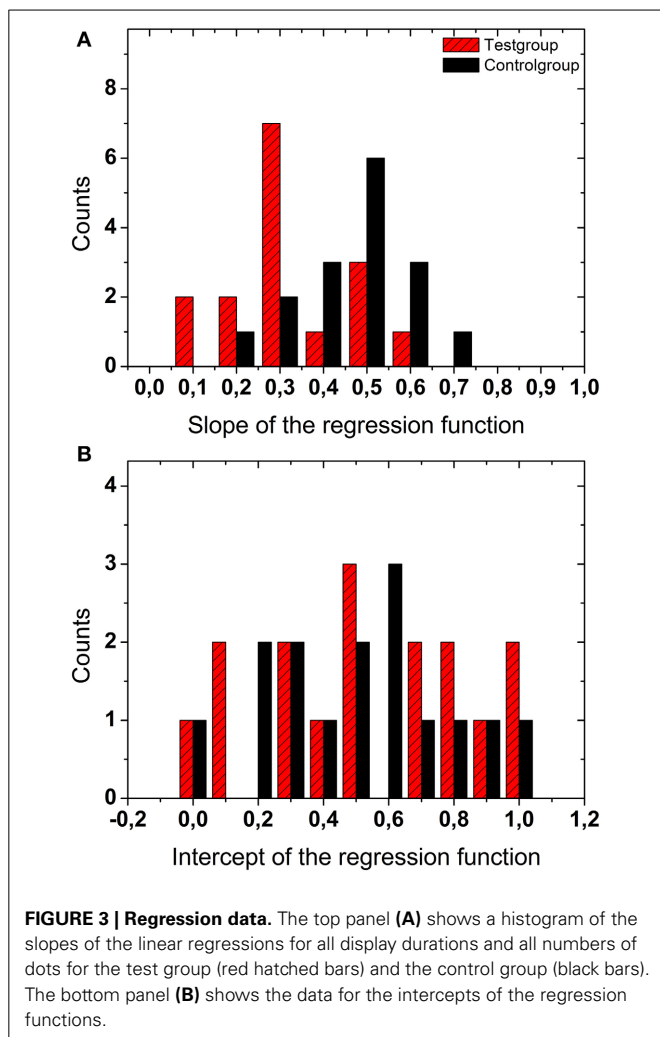 A
Testgroup
Controlgroup
8
6
4
2
0
Counts
0,0 0,1 0,2 0,3 0,4 0,5 0,6 0,7 0,8 0,9 1,0
Slope of the regression function
B
4
3
2
1
0
Counts
-0,2 0,0 0,2 0,4 0,6 0,8 1,0 1,2
Intercept of the regression function
FIGURE 3 | Regression data. The top panel (A) shows a histogram of the
slopes of the linear regressions for all display durations and all numbers of
dots for the test group (red hatched bars) and the control group (black bars).
The bottom panel (B) shows the data for the intercepts of the regression
functions.